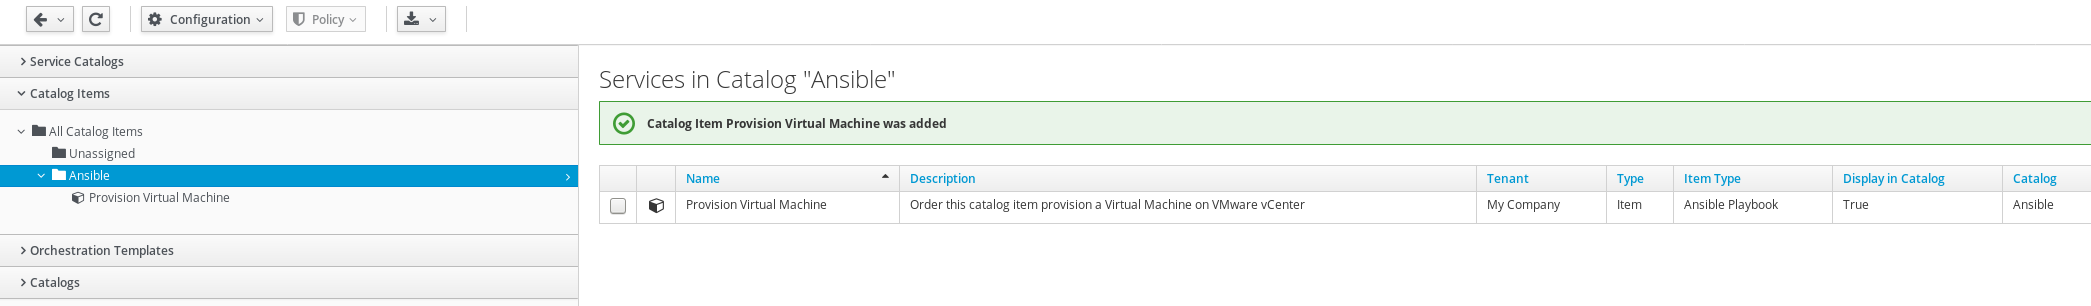 Configuration Policy
Service Catalogs
Catalog Items
All Catalog Items
Unassigned
Ansible
Provision Virtual Machine
Orchestration Templates
Catalogs
Services in Catalog "Ansible"
Catalog Item Provision Virtual Machine was added
Name Description Tenant Type Item Type Display in Catalog Catalog
Provision Virtual Machine Order this catalog item provision a Virtual Machine on VMware vCenter My Company Item Ansible Playbook True Ansible